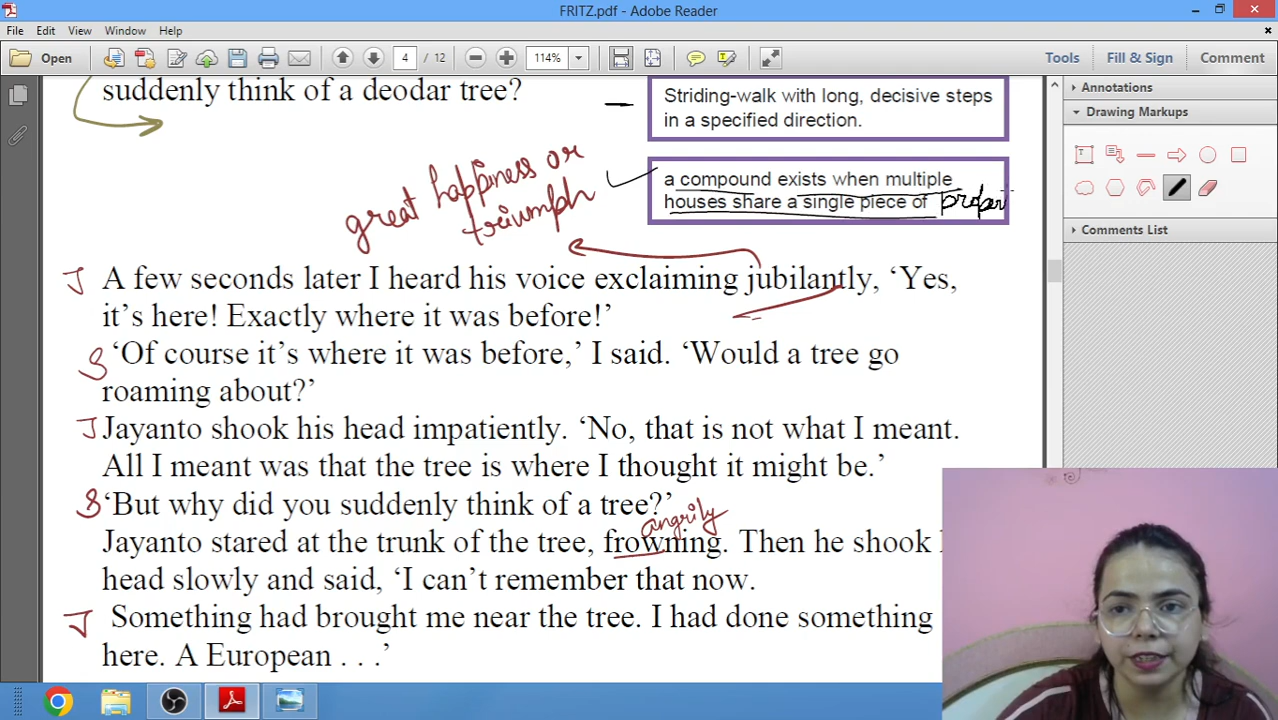 FRITZ.pdf - Adobe Reader
File Edit View Window Help
Open 4 / 12 114% Tools Fill & Sign Comment
suddenly think of a deodar tree?
Striding-walk with long, decisive steps
in a specified direction.
a compound exists when multiple
houses share a single piece of
great happiness or
triumph
J A few seconds later I heard his voice exclaiming jubilantly, ‘Yes,
it’s here! Exactly where it was before!’
S ‘Of course it’s where it was before,’ I said. ‘Would a tree go
roaming about?’
J Jayanto shook his head impatiently. ‘No, that is not what I meant.
All I meant was that the tree is where I thought it might be.’
S ‘But why did you suddenly think of a tree?’
angrily
Jayanto stared at the trunk of the tree, frowning. Then he shook
head slowly and said, ‘I can’t remember that now.
J Something had brought me near the tree. I had done something
here. A European . . .’
Annotations
Drawing Markups
Comments List